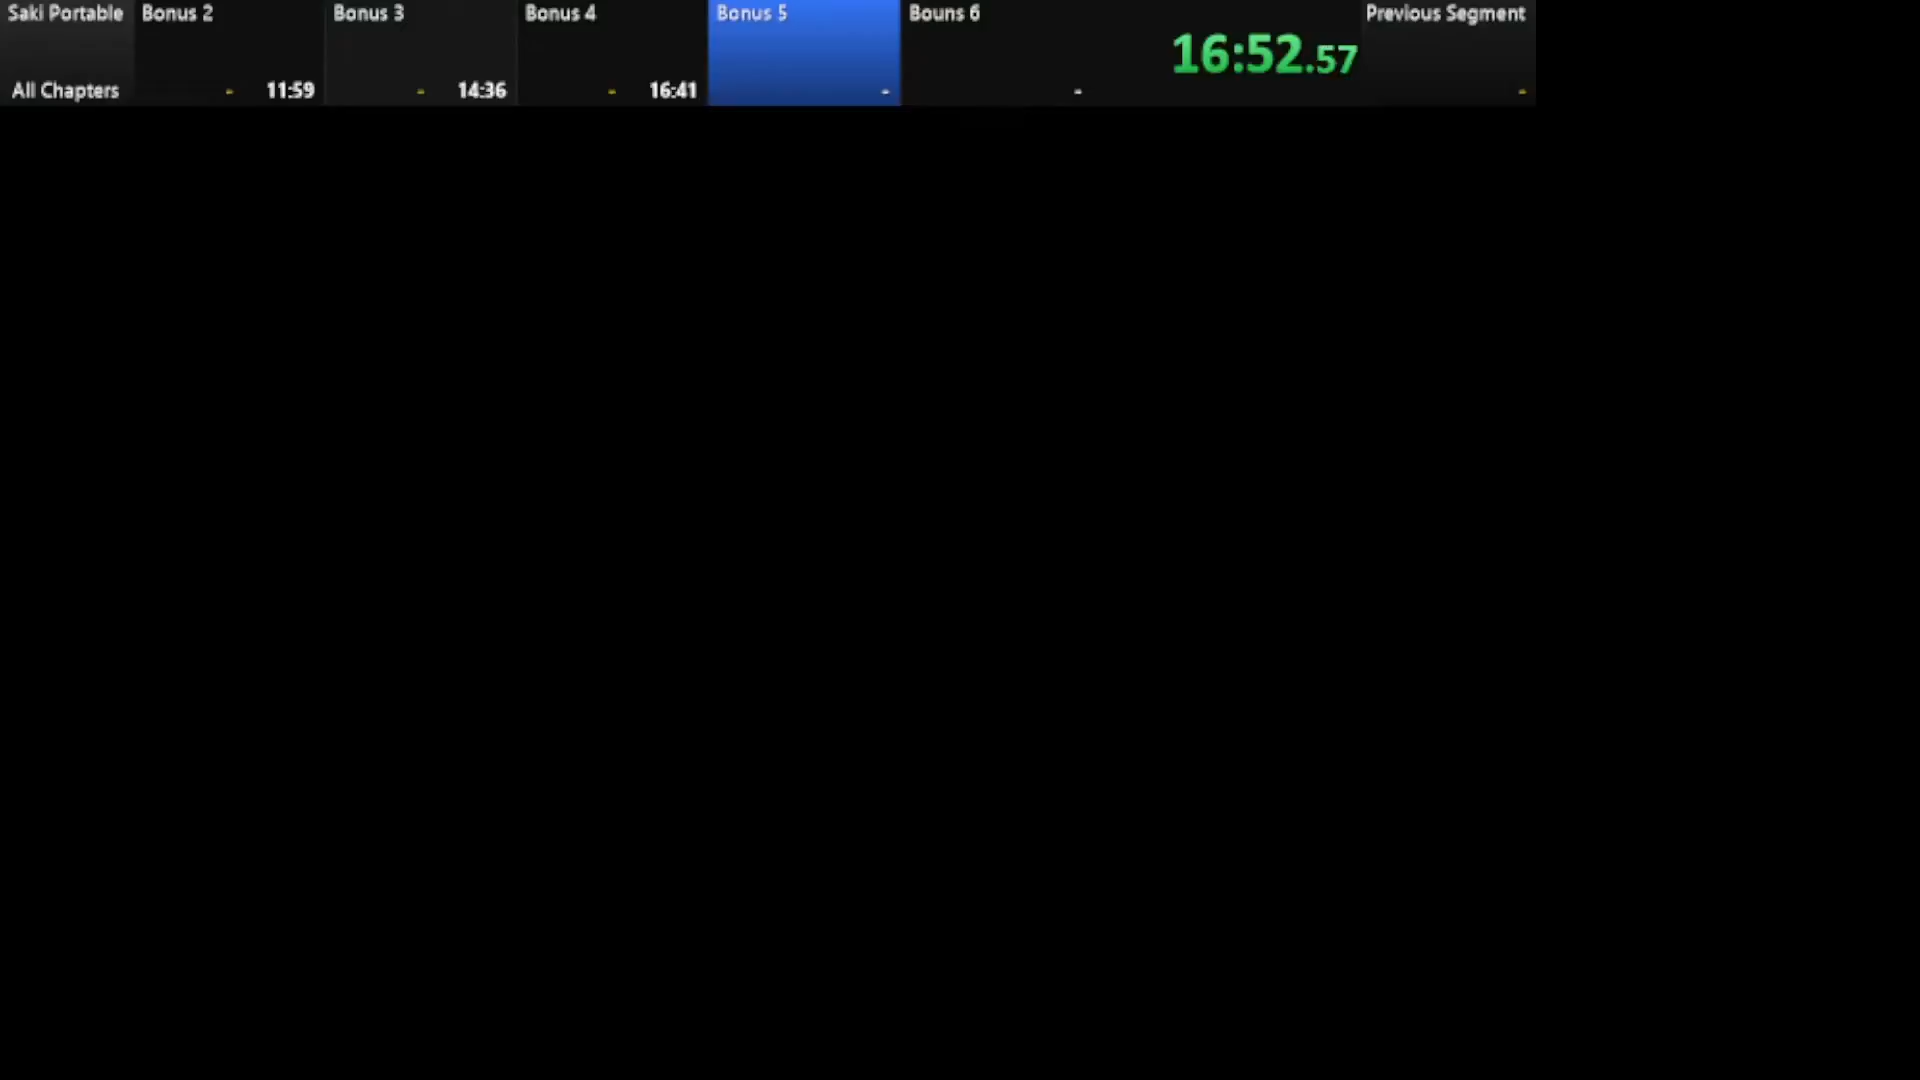 Saki Portable
All Chapters
Bonus 2
- 11:59
Bonus 3
- 14:36
Bonus 4
- 16:41
Bonus 5
-
Bouns 6
-
16:52.57
Previous Segment
-